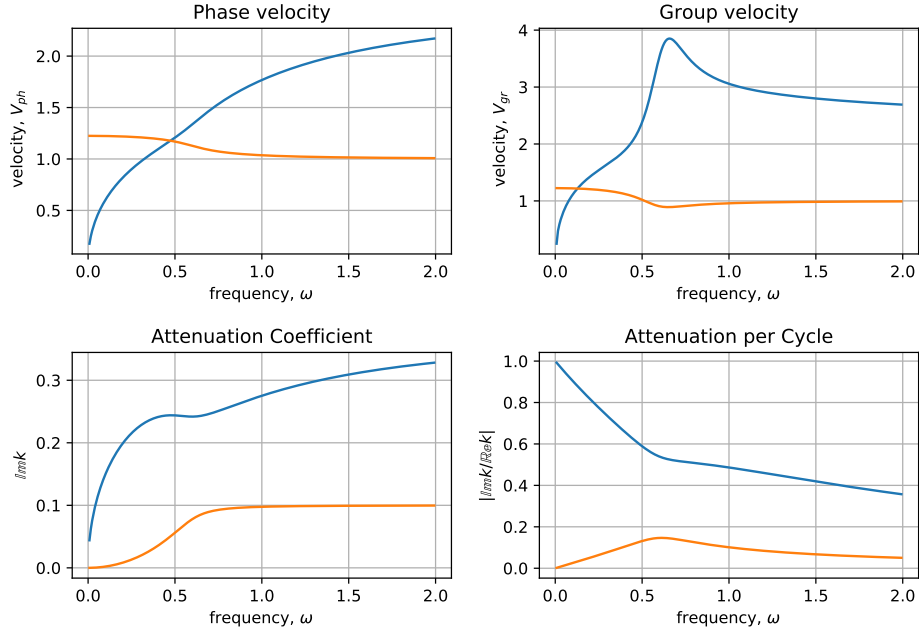 Phase velocity
velocity, V_ph
2.0
1.5
1.0
0.5
0.0 0.5 1.0 1.5 2.0
frequency, ω
Group velocity
velocity, V_gr
4
3
2
1
0.0 0.5 1.0 1.5 2.0
frequency, ω
Attenuation Coefficient
𝕀𝕞k
0.3
0.2
0.1
0.0
0.0 0.5 1.0 1.5 2.0
frequency, ω
Attenuation per Cycle
|𝕀𝕞k/ℝ𝕖k|
1.0
0.8
0.6
0.4
0.2
0.0
0.0 0.5 1.0 1.5 2.0
frequency, ω